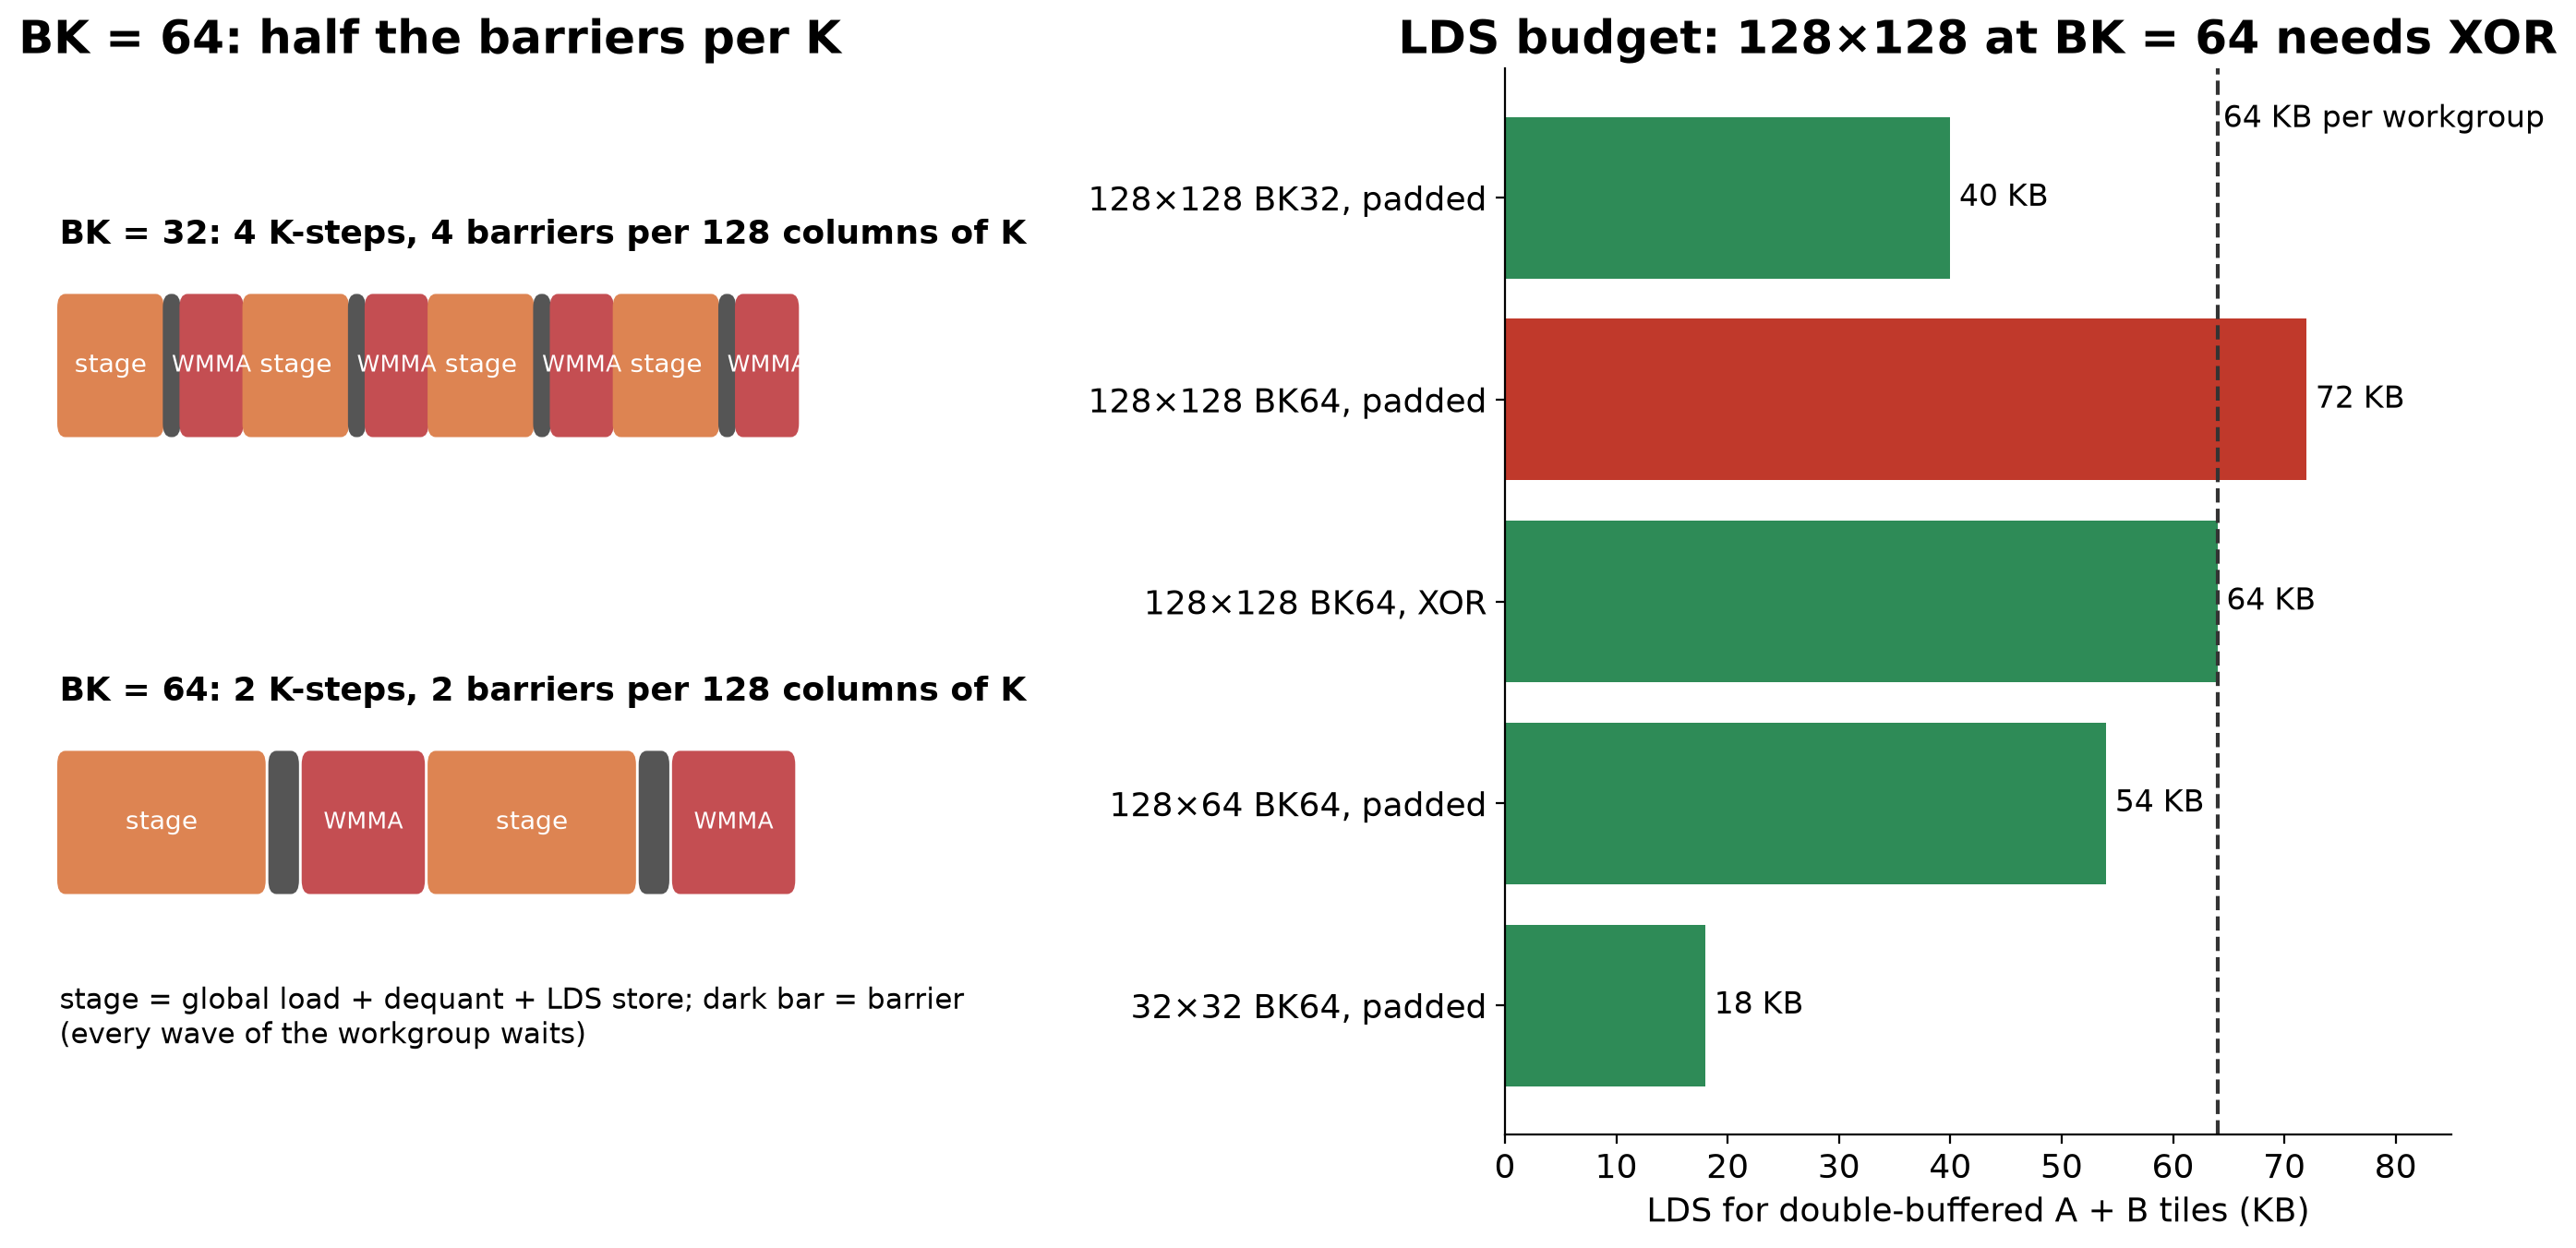 BK = 64: half the barriers per K
BK = 32: 4 K-steps, 4 barriers per 128 columns of K
stage WMMA stage WMMA stage WMMA stage WMMA
BK = 64: 2 K-steps, 2 barriers per 128 columns of K
stage WMMA stage WMMA
stage = global load + dequant + LDS store; dark bar = barrier
(every wave of the workgroup waits)
LDS budget: 128×128 at BK = 64 needs XOR
64 KB per workgroup
128×128 BK32, padded 40 KB
128×128 BK64, padded 72 KB
128×128 BK64, XOR 64 KB
128×64 BK64, padded 54 KB
32×32 BK64, padded 18 KB
0 10 20 30 40 50 60 70 80
LDS for double-buffered A + B tiles (KB)